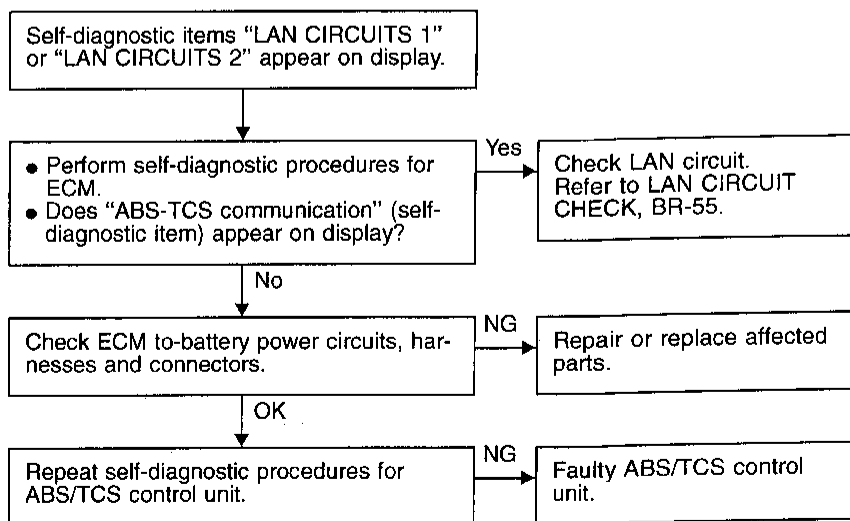 Self-diagnostic items “LAN CIRCUITS 1”
or “LAN CIRCUITS 2” appear on display.
● Perform self-diagnostic procedures for
ECM.
● Does “ABS-TCS communication” (self-
diagnostic item) appear on display?
Yes
Check LAN circuit.
Refer to LAN CIRCUIT
CHECK, BR-55.
No
Check ECM to-battery power circuits, har-
nesses and connectors.
NG
Repair or replace affected
parts.
OK
Repeat self-diagnostic procedures for
ABS/TCS control unit.
NG
Faulty ABS/TCS control
unit.